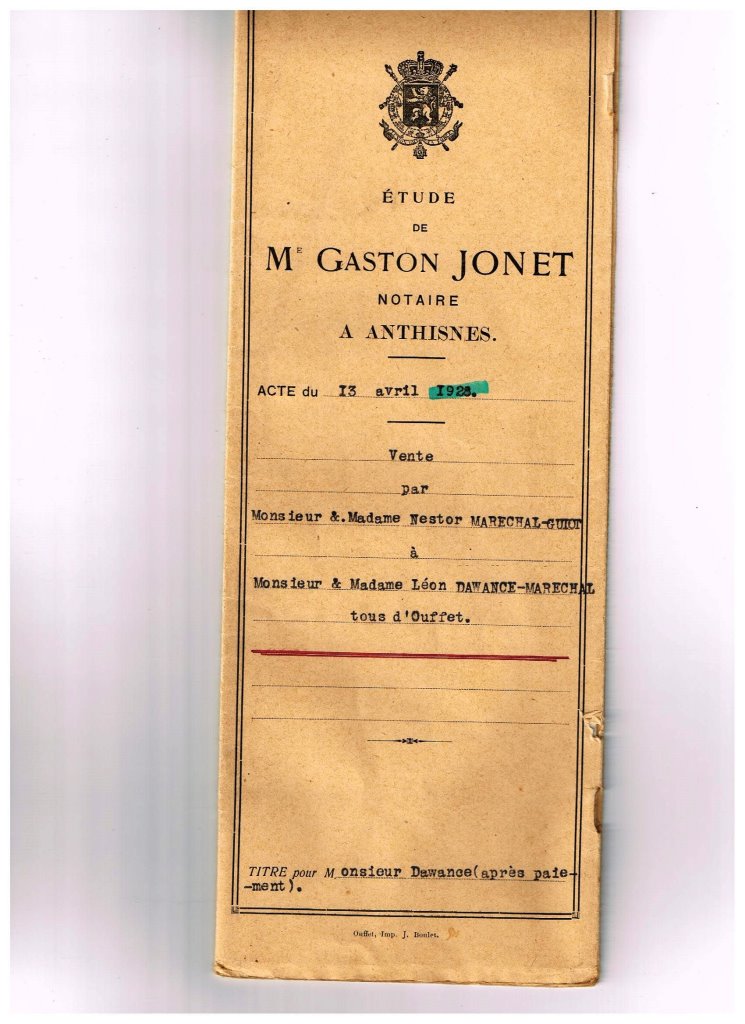 ÉTUDE
DE
Mᴱ GASTON JONET
NOTAIRE
A ANTHISNES.
ACTE du 13 avril 1928.
Vente
par
Monsieur &.Madame Nestor MARECHAL-GUIOT
à
Monsieur & Madame Léon DAWANCE-MARECHAL
tous d'Ouffet.
TITRE pour Monsieur Dawance(après paie-
-ment).
Ouffet, Imp. J. Boulet.